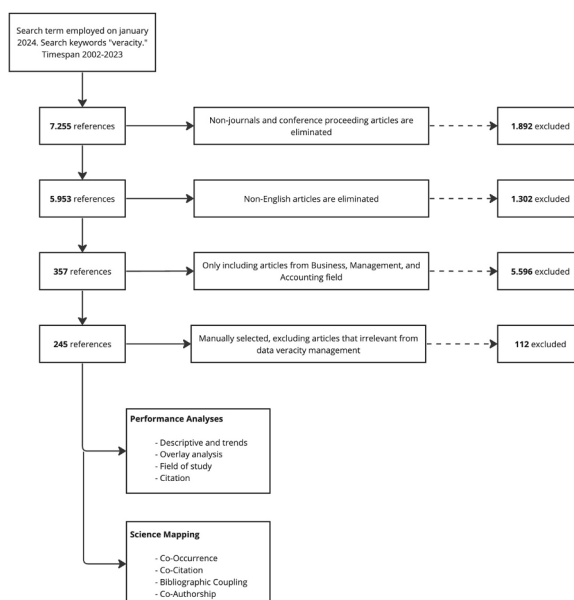 Search term employed on january
2024. Search keywords "veracity."
Timespan 2002-2023
7.255 references
Non-journals and conference proceeding articles are
eliminated
1.892 excluded
5.953 references
Non-English articles are eliminated
1.302 excluded
357 references
Only including articles from Business, Management, and
Accounting field
5.596 excluded
245 references
Manually selected, excluding articles that irrelevant from
data veracity management
112 excluded
Performance Analyses
- Descriptive and trends
- Overlay analysis
- Field of study
- Citation
Science Mapping
- Co-Occurrence
- Co-Citation
- Bibliographic Coupling
- Co-Authorship